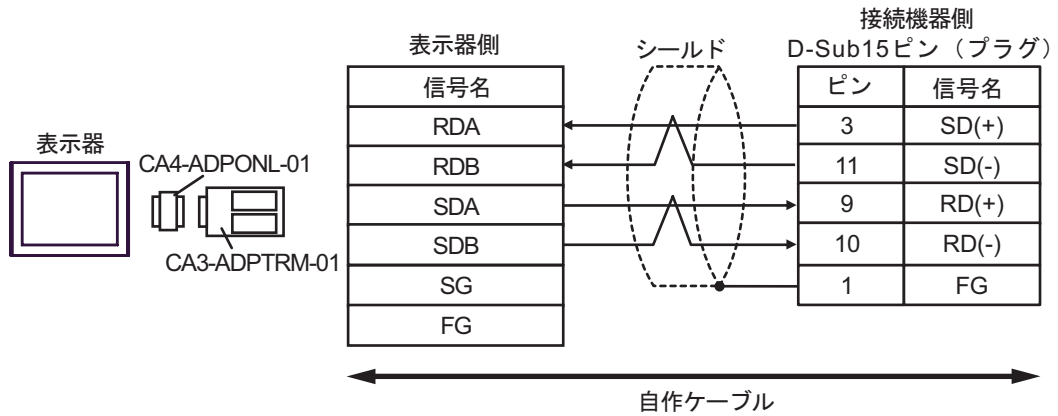 接続機器側
表示器側
シールド
D-Sub15ピン（プラグ）
信号名
ピン
信号名
RDA
3
SD(+)
表示器
CA4-ADPONL-01
RDB
11
SD(-)
SDA
9
RD(+)
SDB
10
RD(-)
CA3-ADPTRM-01
SG
1
FG
FG
自作ケーブル